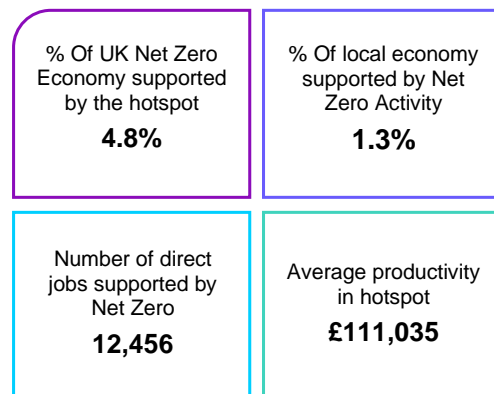 % Of UK Net Zero
Economy supported
by the hotspot
4.8%
% Of local economy
supported by Net
Zero Activity
1.3%
Number of direct
jobs supported by
Net Zero
12,456
Average productivity
in hotspot
£111,035